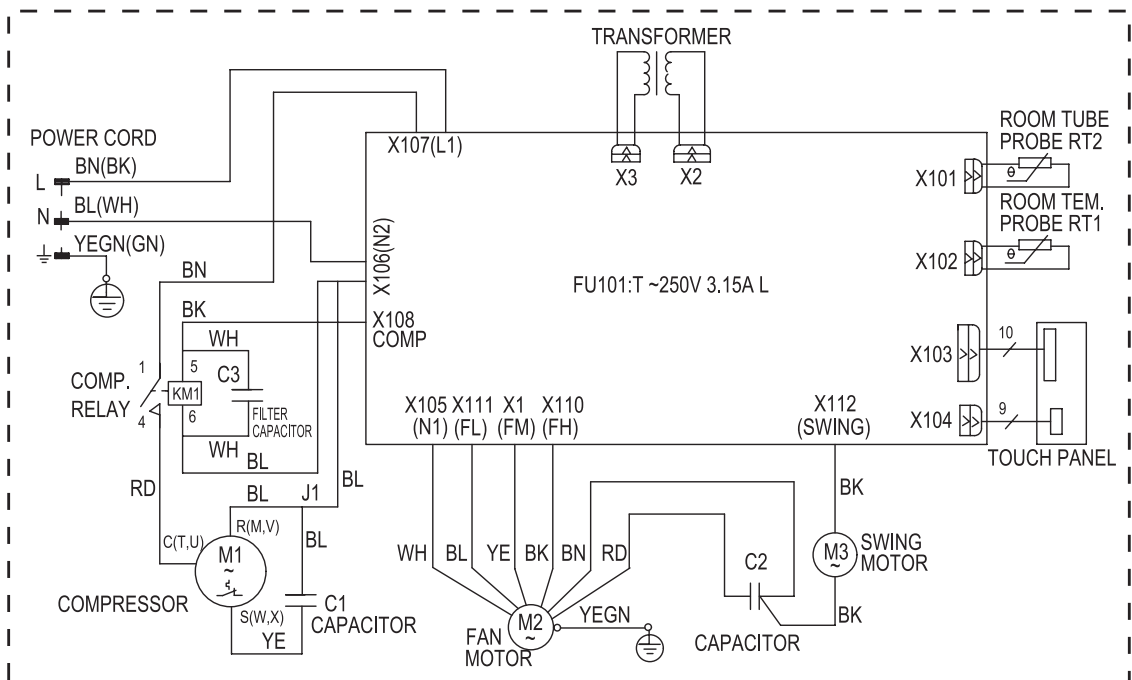 TRANSFORMER
X3
X2
POWER CORD
L
BN(BK)
N
BL(WH)
YEGN(GN)
X107(L1)
X106(N2)
X108
COMP
FU101:T ~250V 3.15A L
X101
ROOM TUBE
PROBE RT2
θ
X102
ROOM TEM.
PROBE RT1
θ
X103
10
X104
9
TOUCH PANEL
BN
BK
WH
1
5
C3
COMP.
RELAY
KM1
4
6
FILTER
CAPACITOR
WH
BL
RD
BL
J1
BL
C(T,U)
R(M,V)
BL
M1
~
COMPRESSOR
S(W,X)
YE
C1
CAPACITOR
X105
(N1)
X111
(FL)
X1
(FM)
X110
(FH)
X112
(SWING)
WH
BL
YE
BK
BN
RD
BK
M2
~
FAN
MOTOR
YEGN
C2
CAPACITOR
M3
~
SWING
MOTOR
BK